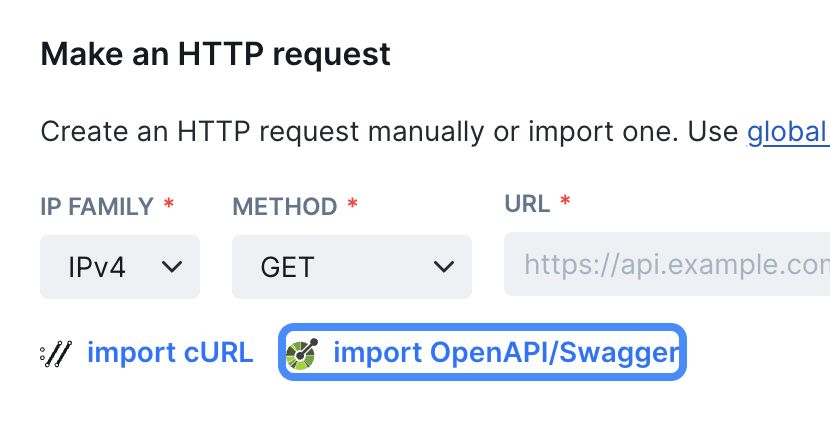 Make an HTTP request
Create an HTTP request manually or import one. Use global
IP FAMILY *
METHOD *
URL *
IPv4
GET
https://api.example.com
import cURL
import OpenAPI/Swagger